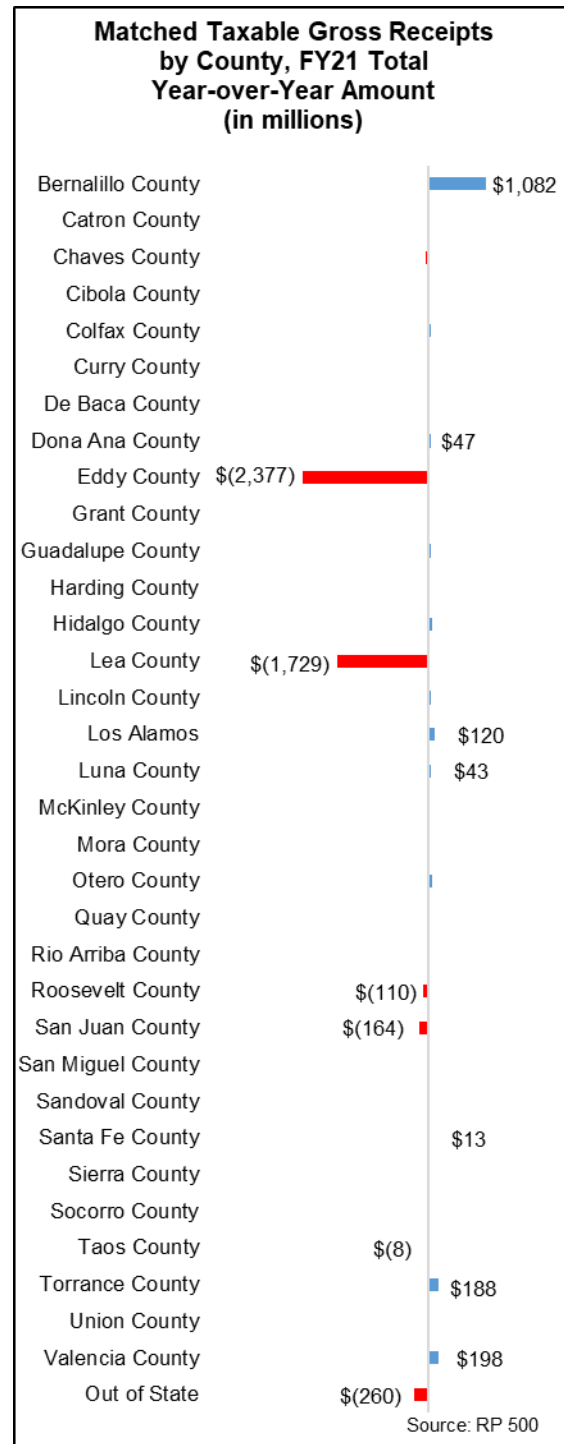 Matched Taxable Gross Receipts
by County, FY21 Total
Year-over-Year Amount
(in millions)
Bernalillo County $1,082
Catron County
Chaves County
Cibola County
Colfax County
Curry County
De Baca County
Dona Ana County $47
Eddy County $(2,377)
Grant County
Guadalupe County
Harding County
Hidalgo County
Lea County $(1,729)
Lincoln County
Los Alamos $120
Luna County $43
McKinley County
Mora County
Otero County
Quay County
Rio Arriba County
Roosevelt County $(110)
San Juan County $(164)
San Miguel County
Sandoval County
Santa Fe County $13
Sierra County
Socorro County
Taos County $(8)
Torrance County $188
Union County
Valencia County $198
Out of State $(260)
Source: RP 500